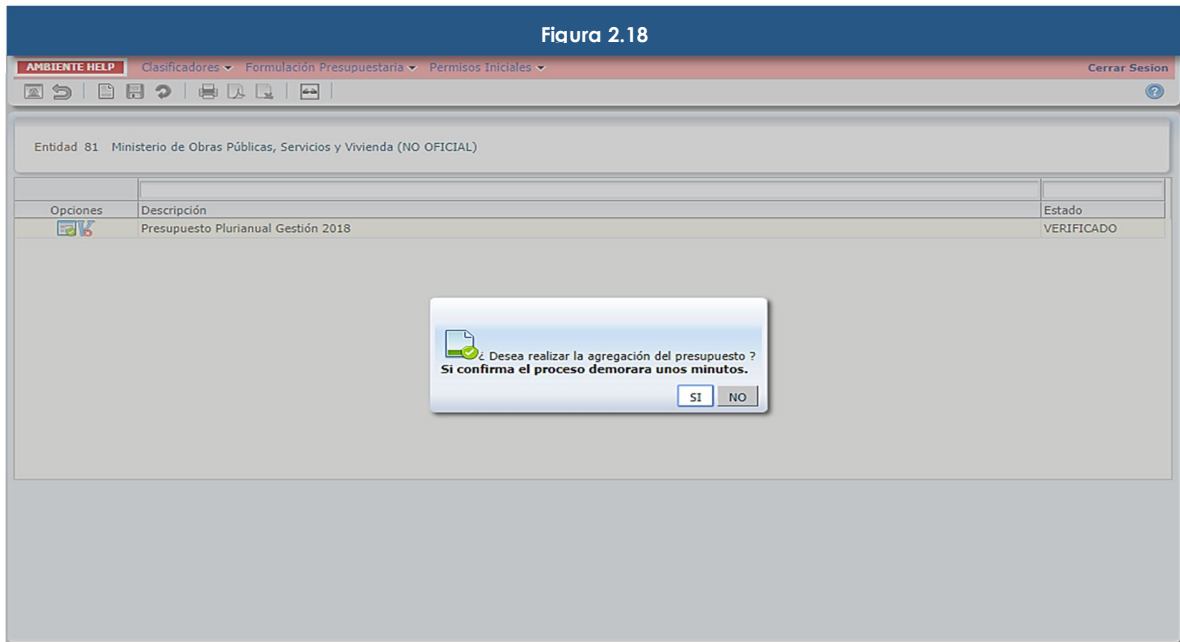 Figura 2.18
AMBIENTE HELP Clasificadores Formulación Presupuestaria Permisos Iniciales Cerrar Sesion
Entidad 81 Ministerio de Obras Públicas, Servicios y Vivienda (NO OFICIAL)
Opciones Descripción Estado
Presupuesto Plurianual Gestión 2018 VERIFICADO
¿ Desea realizar la agregación del presupuesto ?
Si confirma el proceso demorara unos minutos.
SI NO